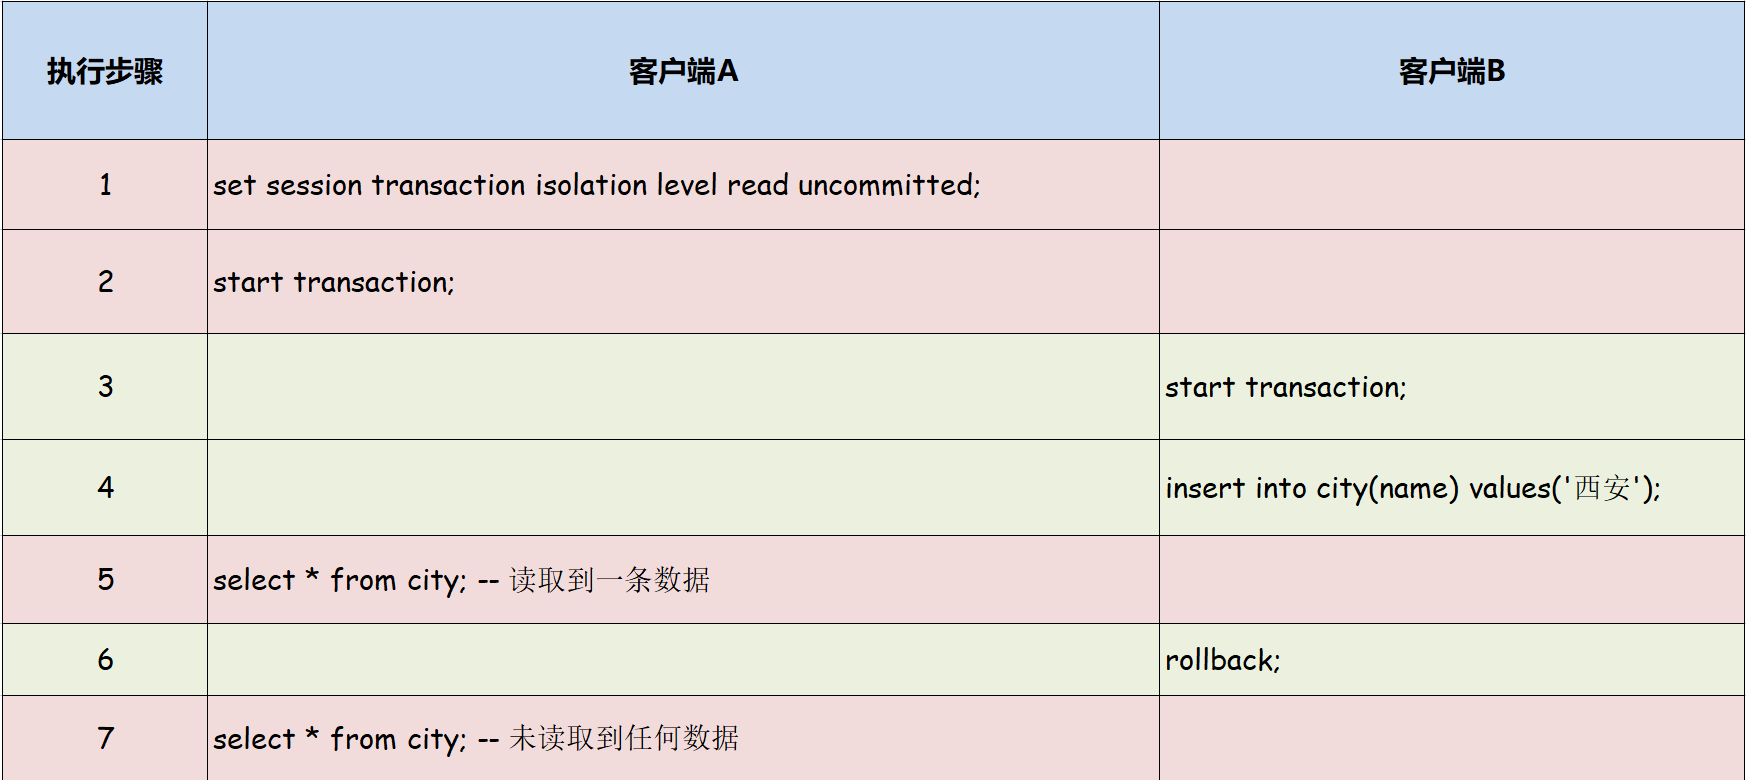 执行步骤 客户端A 客户端B
1 set session transaction isolation level read uncommitted;
2 start transaction;
3 start transaction;
4 insert into city(name) values('西安');
5 select * from city; -- 读取到一条数据
6 rollback;
7 select * from city; -- 未读取到任何数据